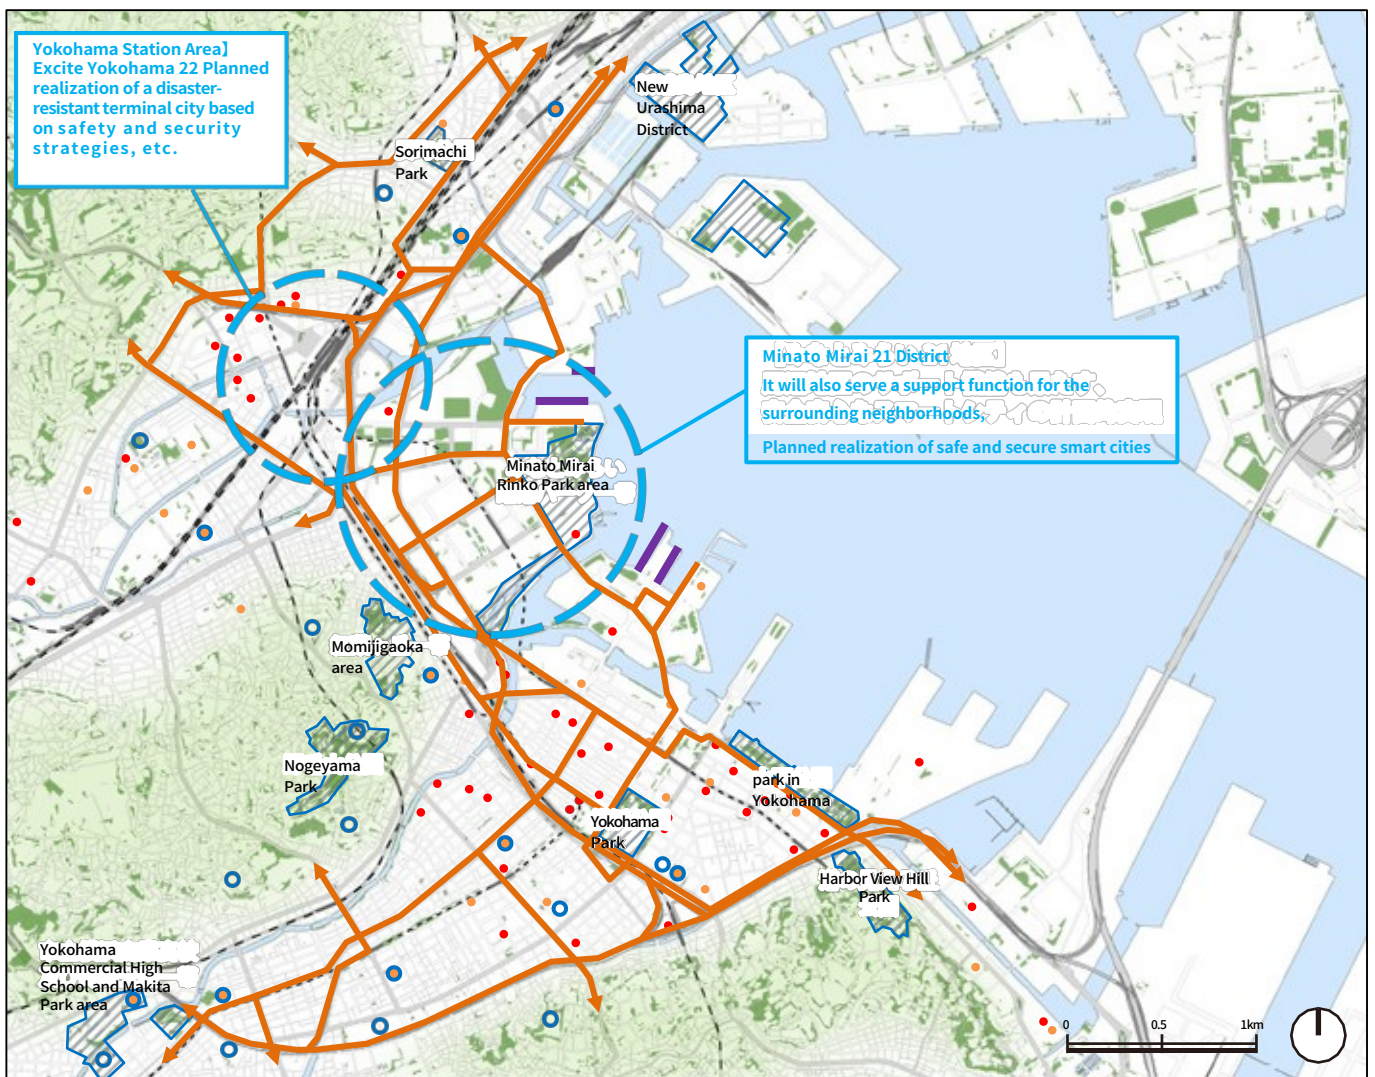 Yokohama Station Area】
Excite Yokohama 22 Planned
realization of a disaster-
resistant terminal city based
on safety and security
strategies, etc.
New
Urashima
District
Sorimachi
Park
Minato Mirai 21 District
It will also serve a support function for the
surrounding neighborhoods,
Planned realization of safe and secure smart cities
Minato Mirai
Rinko Park area
Momijigaoka
area
Nogeyama
Park
park in
Yokohama
Yokohama
Park
Harbor View Hill
Park
Yokohama
Commercial High
School and Makita
Park area
0 0.5 1km